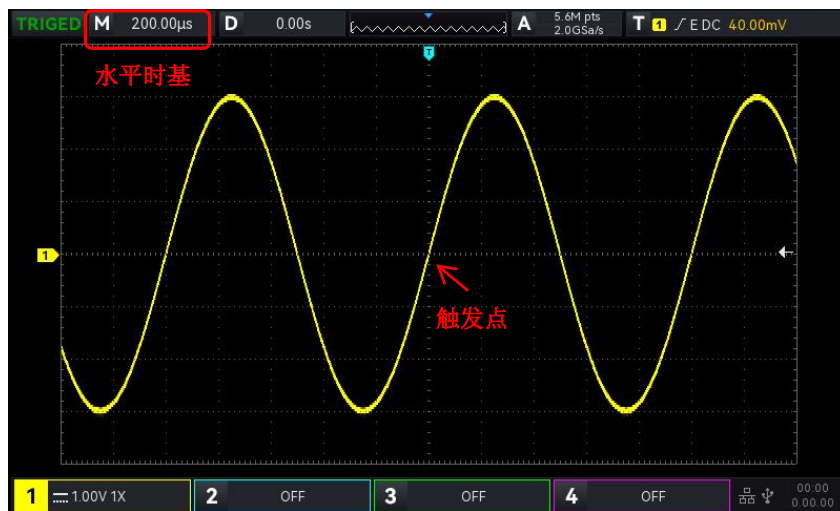 TRIGED M 200.00μs D 0.00s A 5.6M pts 2.0GSa/s T 1 E DC 40.00mV
水平时基
T
1
触发点
1 1.00V 1X 2 OFF 3 OFF 4 OFF 00:00 0.00.00